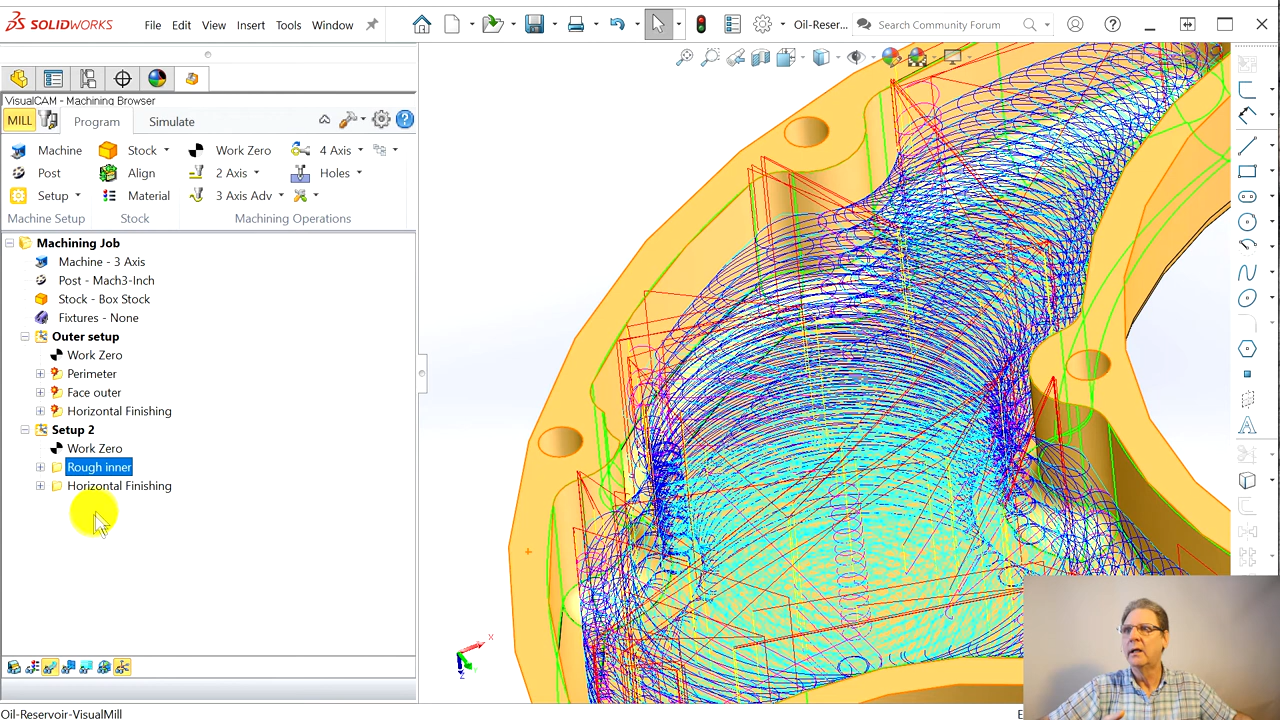 SOLIDWORKS File Edit View Insert Tools Window Oil-Reser... Search Community Forum
VisualCAM - Machining Browser
MILL Program Simulate
Machine Stock Work Zero 4 Axis
Post Align 2 Axis Holes
Setup Material 3 Axis Adv
Machine Setup Stock Machining Operations
Machining Job
Machine - 3 Axis
Post - Mach3-Inch
Stock - Box Stock
Fixtures - None
Outer setup
Work Zero
Perimeter
Face outer
Horizontal Finishing
Setup 2
Work Zero
Rough inner
Horizontal Finishing
X
Z
Oil-Reservoir-VisualMill